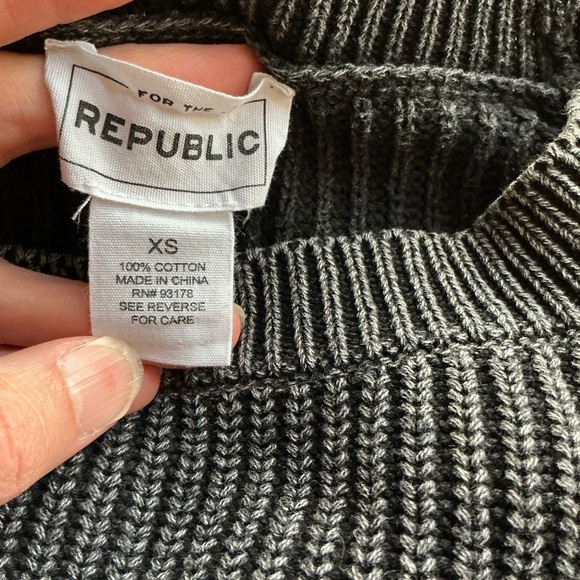 FOR THE
REPUBLIC
XS
100% COTTON
MADE IN CHINA
RN# 93178
SEE REVERSE
FOR CARE